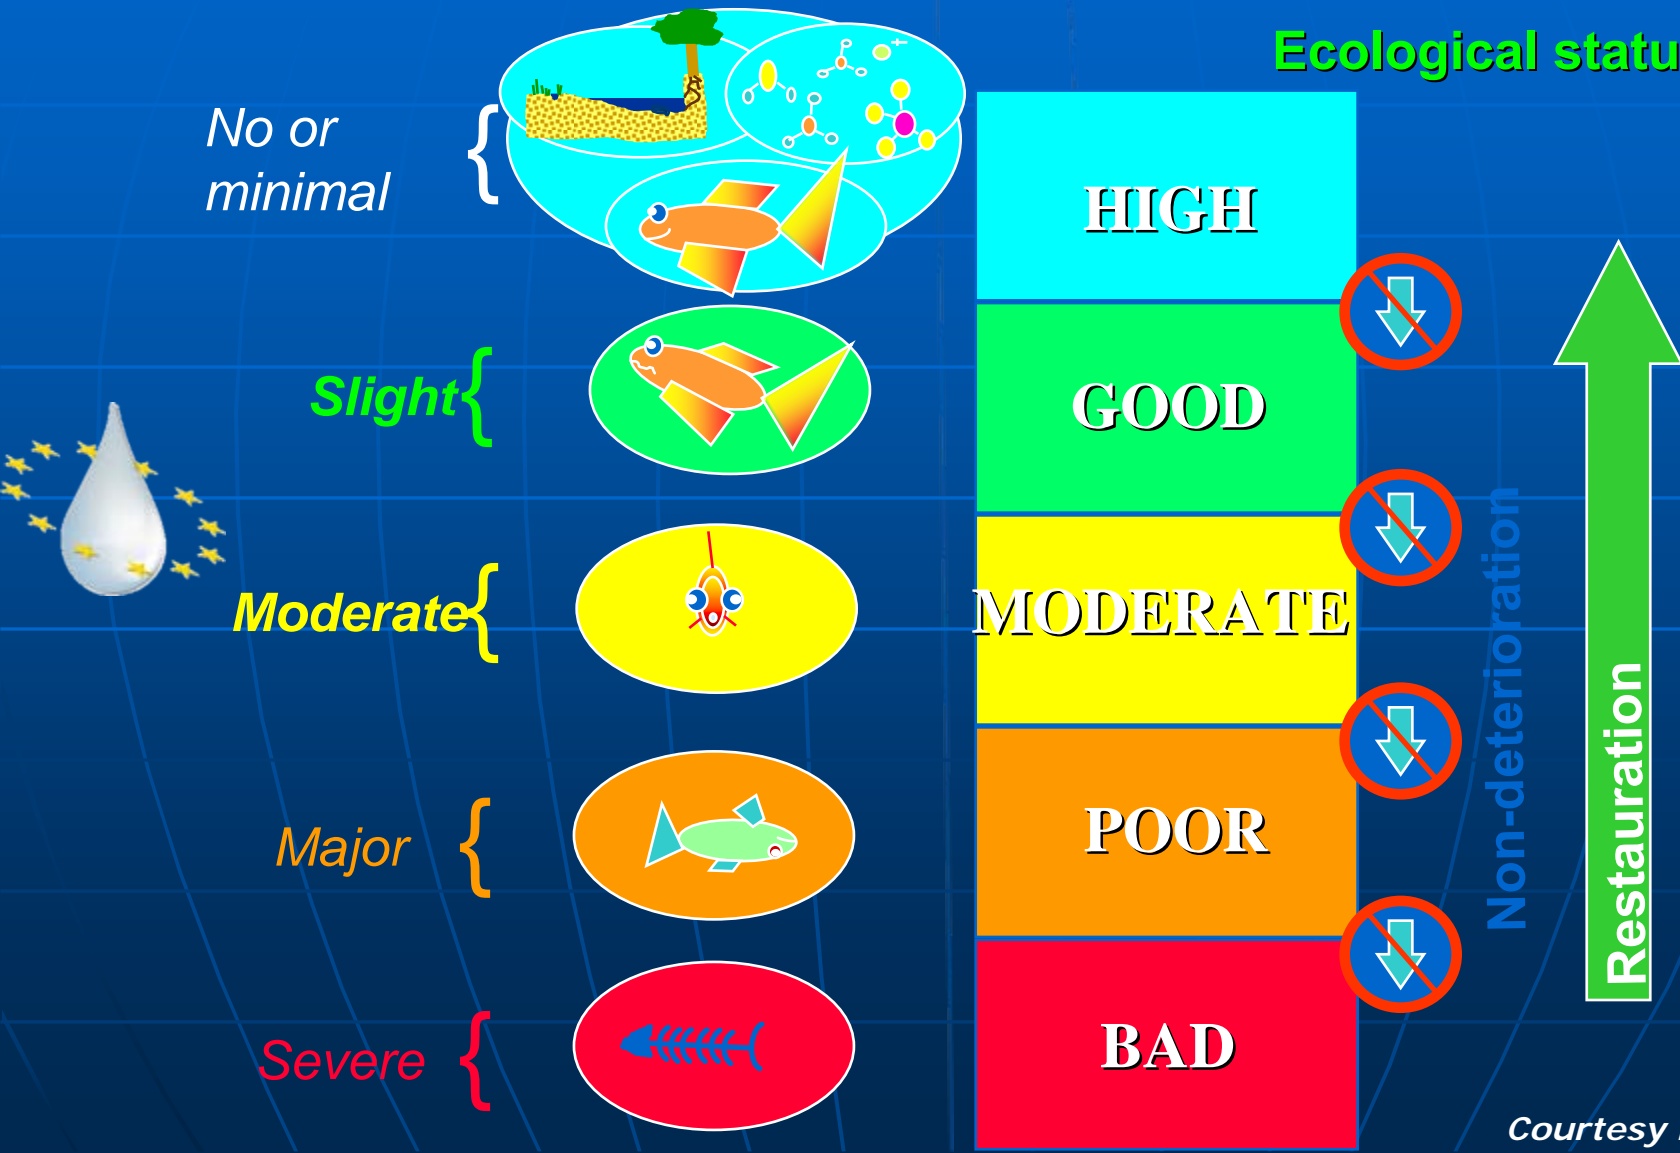 Ecological statu
No or
minimal
HIGH
Slight
GOOD
Moderate
MODERATE
Major
POOR
Severe
BAD
Non-deterioration
Restauration
Courtesy